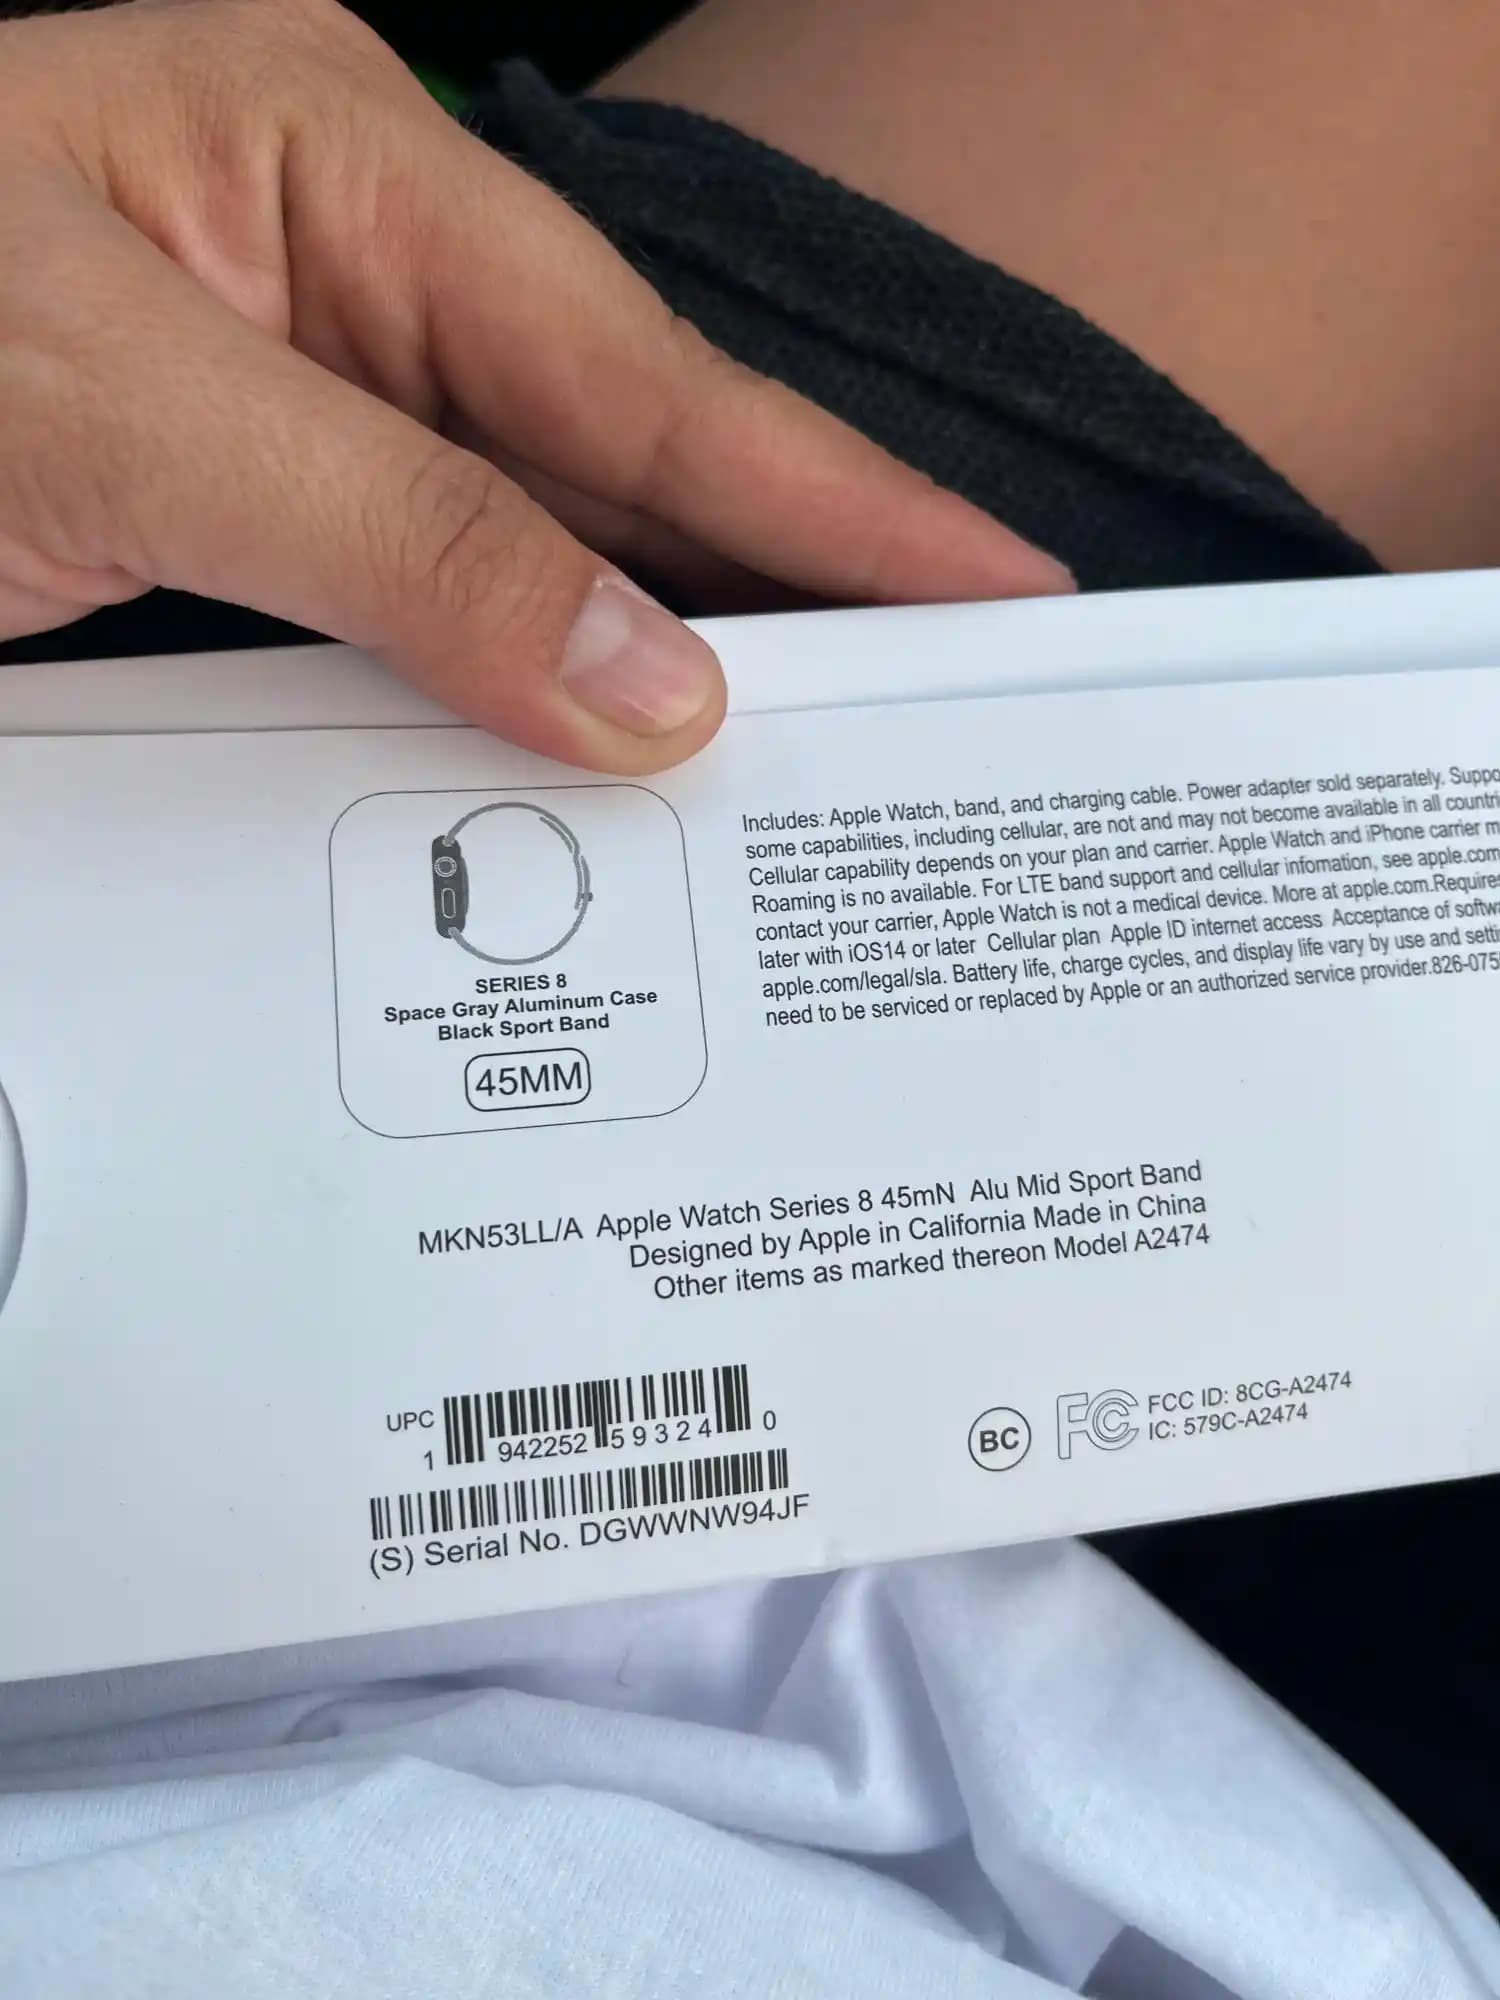 SERIES 8
Space Gray Aluminum Case
Black Sport Band
45MM
Includes: Apple Watch, band, and charging cable. Power adapter sold separately.
some capabilities, including cellular, are not and may not become available in all
Cellular capability depends on your plan and carrier. Apple Watch and iPhone carrier
Roaming is no available. For LTE band support and cellular infomation, see apple.com
contact your carrier, Apple Watch is not a medical device. More at apple.com.Requires
later with iOS14 or later Cellular plan Apple ID internet access Acceptance of
apple.com/legal/sla. Battery life, charge cycles, and display life vary by use and
need to be serviced or replaced by Apple or an authorized service provider.826-075
MKN53LL/A Apple Watch Series 8 45mN Alu Mid Sport Band
Designed by Apple in California Made in China
Other items as marked thereon Model A2474
UPC
1 942252 59324 0
(S) Serial No. DGWWNW94JF
BC
FC FCC ID: 8CG-A2474
IC: 579C-A2474